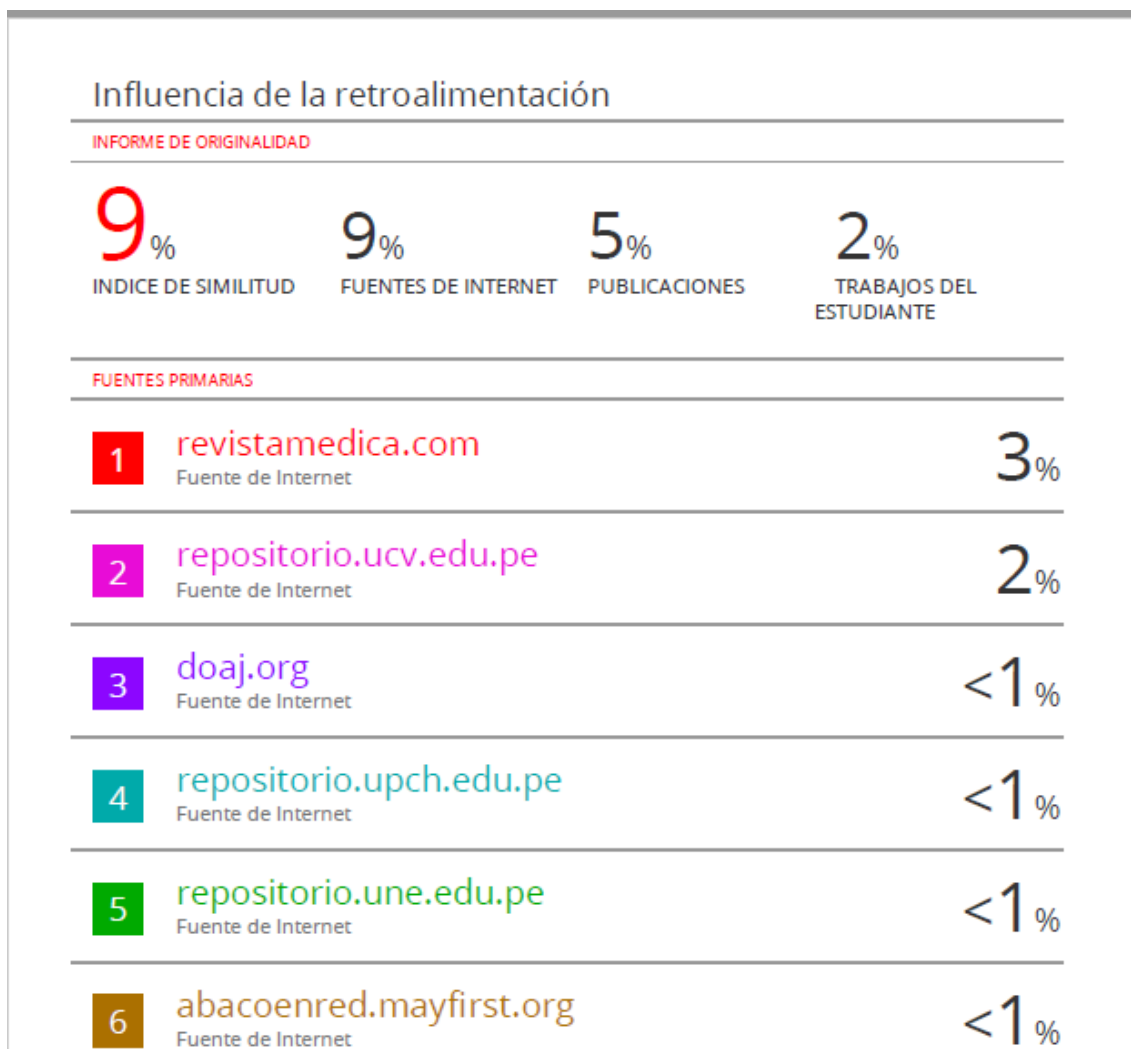 Influencia de la retroalimentación
INFORME DE ORIGINALIDAD
9% 9% 5% 2%
INDICE DE SIMILITUD FUENTES DE INTERNET PUBLICACIONES TRABAJOS DEL
ESTUDIANTE
FUENTES PRIMARIAS
1 revistamedica.com 3%
Fuente de Internet
2 repositorio.ucv.edu.pe 2%
Fuente de Internet
3 doaj.org <1%
Fuente de Internet
4 repositorio.upch.edu.pe <1%
Fuente de Internet
5 repositorio.une.edu.pe <1%
Fuente de Internet
6 abacoenred.mayfirst.org <1%
Fuente de Internet